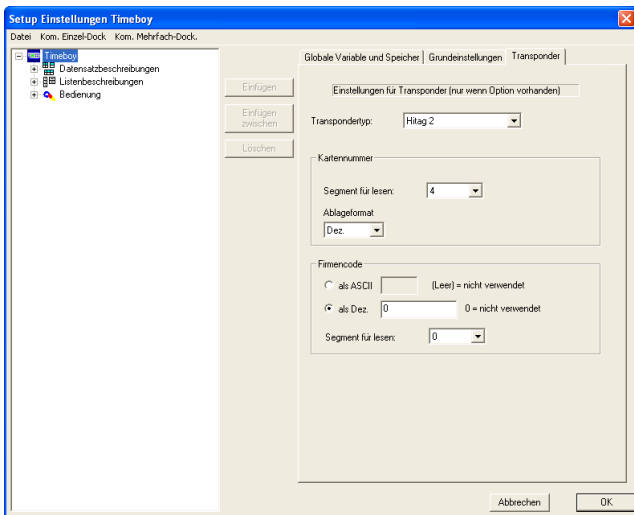 Setup Einstellungen Timeboy
Datei Kom. Einzel-Dock Kom. Mehrfach-Dock.
Timeboy
Datensatzbeschreibungen
Listenbeschreibungen
Bedienung
Einfügen
Einfügen
zwischen
Löschen
Globale Variable und Speicher Grundeinstellungen Transponder
Einstellungen für Transponder (nur wenn Option vorhanden)
Transpondertyp: Hitag 2
Kartennummer
Segment für lesen: 4
Ablageformat
Dez.
Firmencode
als ASCII (Leer) = nicht verwendet
als Dez. 0 0 = nicht verwendet
Segment für lesen: 0
Abbrechen OK